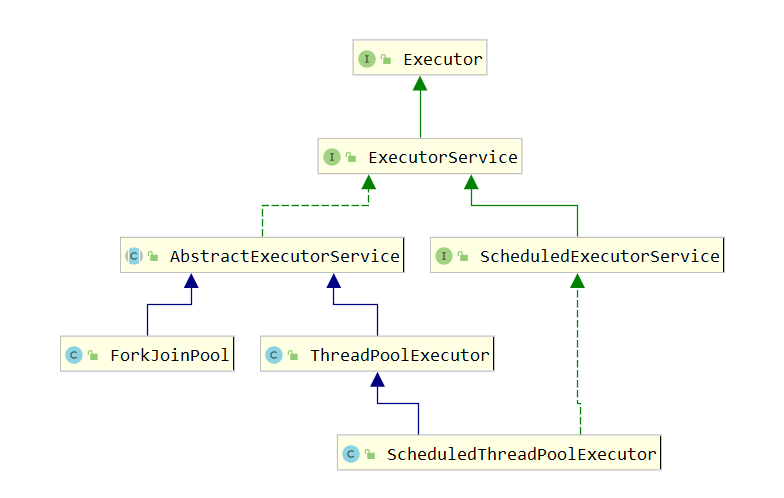 I Executor
I ExecutorService
C AbstractExecutorService
I ScheduledExecutorService
C ForkJoinPool
C ThreadPoolExecutor
C ScheduledThreadPoolExecutor